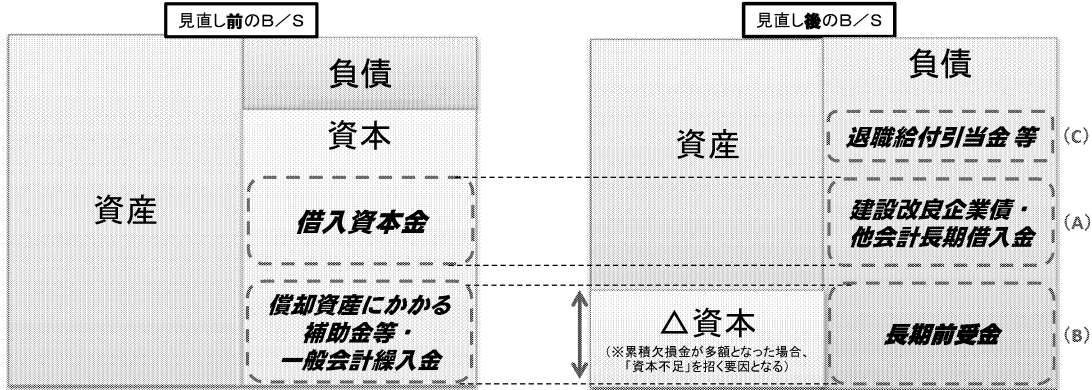 見直し前のB／S
資産
負債
資本
借入資本金
償却資産にかかる
補助金等・
一般会計繰入金
見直し後のB／S
資産
△資本
（※累積欠損金が多額となった場合、
「資本不足」を招く要因となる）
負債
退職給付引当金 等
（C）
建設改良企業債・
他会計長期借入金
（A）
長期前受金
（B）